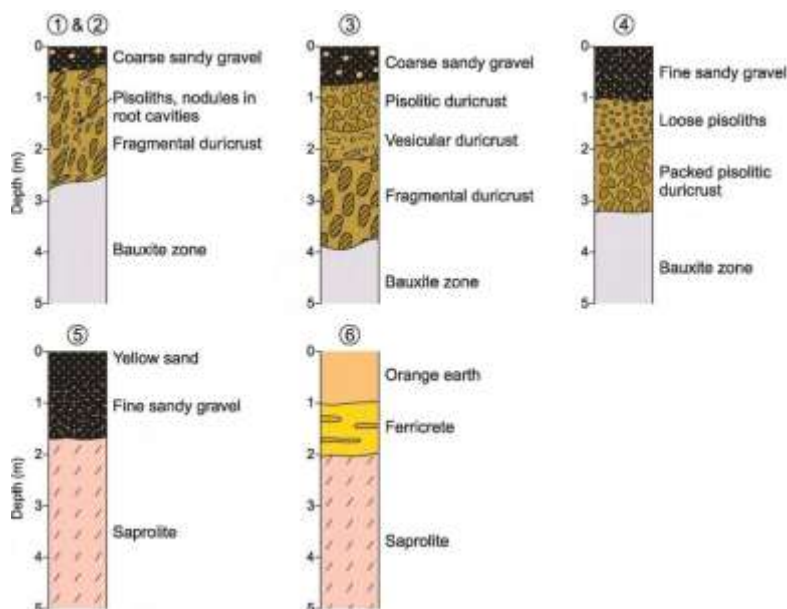 ① & ②
0
1
2
3
4
5
Depth (m)
Coarse sandy gravel
Pisoliths, nodules in
root cavities
Fragmental duricrust
Bauxite zone
③
0
1
2
3
4
5
Coarse sandy gravel
Pisolitic duricrust
Vesicular duricrust
Fragmental duricrust
Bauxite zone
④
0
1
2
3
4
5
Fine sandy gravel
Loose pisoliths
Packed pisolitic
duricrust
Bauxite zone
⑤
0
1
2
3
4
5
Depth (m)
Yellow sand
Fine sandy gravel
Saprolite
⑥
0
1
2
3
4
5
Orange earth
Ferricrete
Saprolite